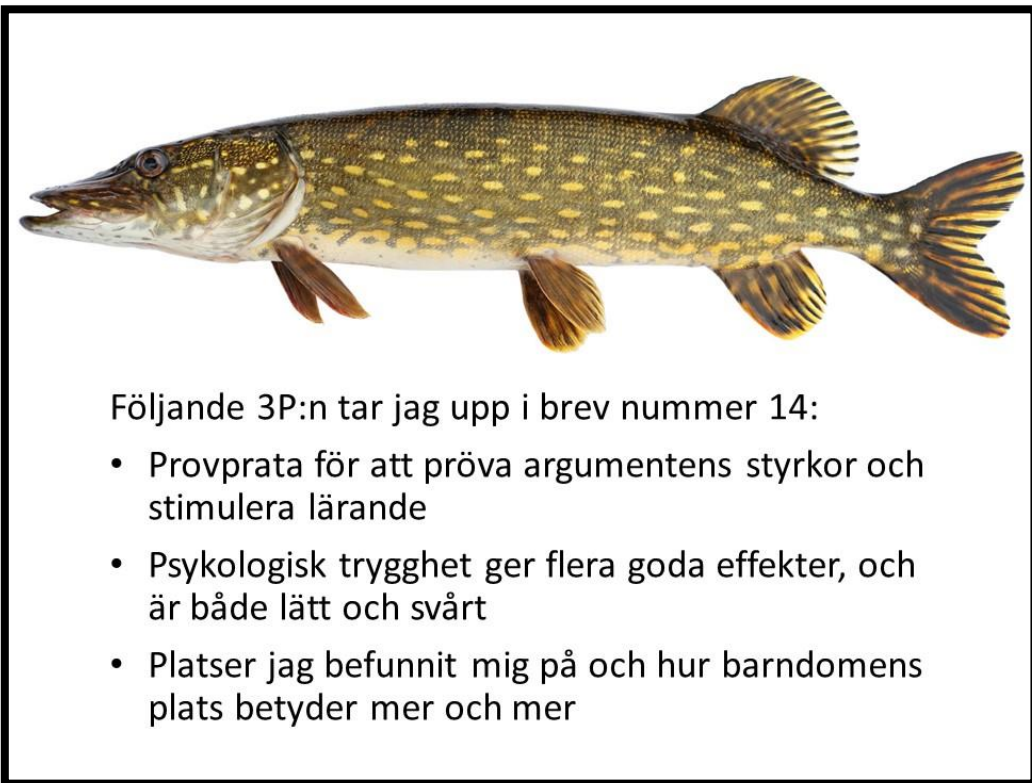 Följande 3P:n tar jag upp i brev nummer 14:
• Provprata för att pröva argumentens styrkor och
stimulera lärande
• Psykologisk trygghet ger flera goda effekter, och
är både lätt och svårt
• Platser jag befunnit mig på och hur barndomens
plats betyder mer och mer